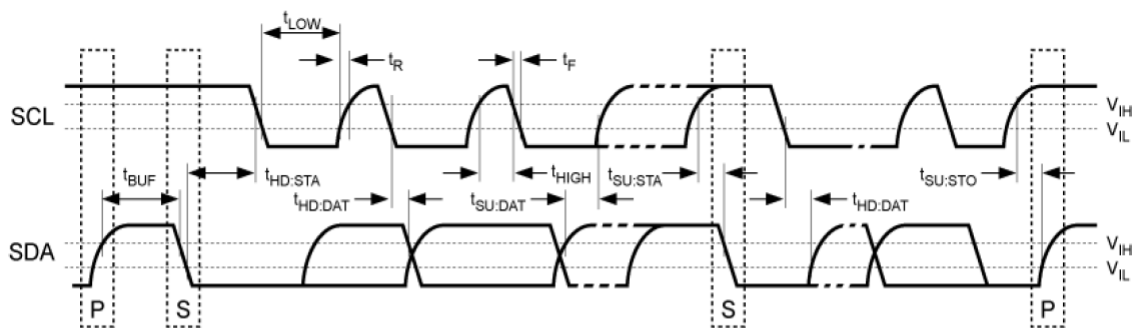 tLOW
tR
tF
SCL
VIH
VIL
tBUF
tHD:STA
tHIGH
tSU:STA
tSU:STO
tHD:DAT
tSU:DAT
tHD:DAT
SDA
VIH
VIL
P
S
S
P